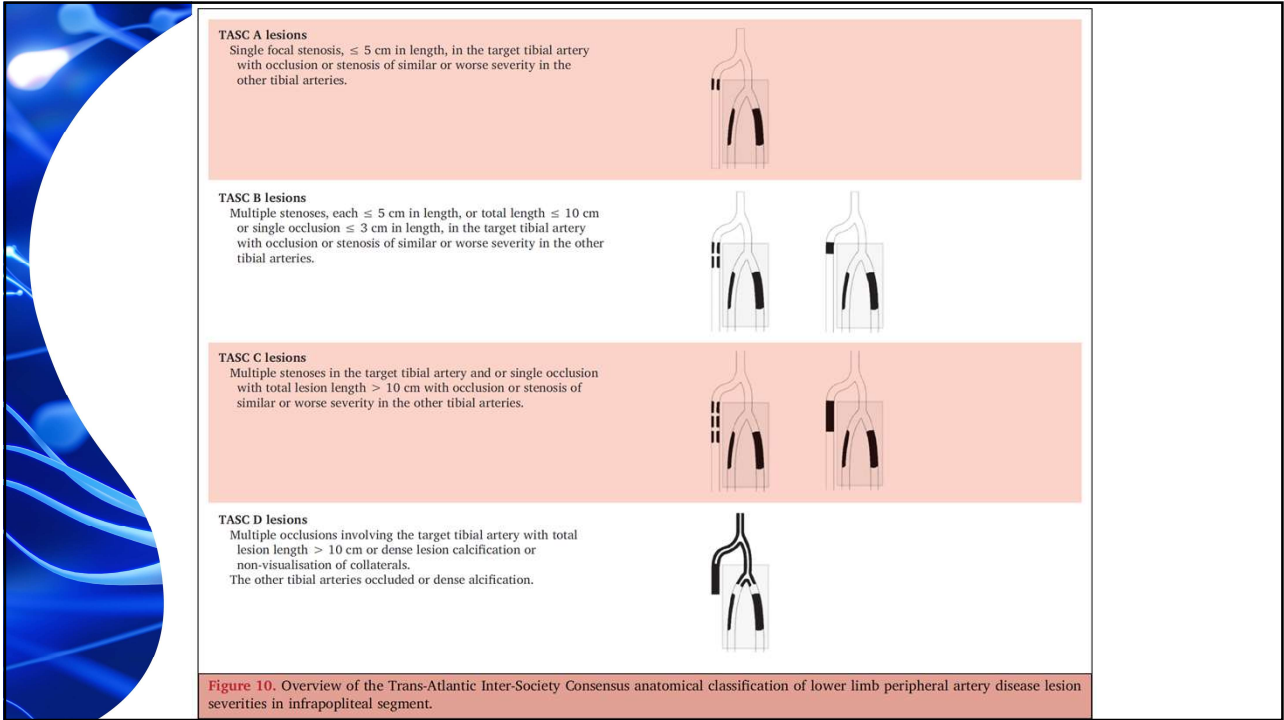 TASC A lesions
Single focal stenosis, ≤ 5 cm in length, in the target tibial artery
with occlusion or stenosis of similar or worse severity in the
other tibial arteries.
TASC B lesions
Multiple stenoses, each ≤ 5 cm in length, or total length ≤ 10 cm
or single occlusion ≤ 3 cm in length, in the target tibial artery
with occlusion or stenosis of similar or worse severity in the other
tibial arteries.
TASC C lesions
Multiple stenoses in the target tibial artery and or single occlusion
with total lesion length > 10 cm with occlusion or stenosis of
similar or worse severity in the other tibial arteries.
TASC D lesions
Multiple occlusions involving the target tibial artery with total
lesion length > 10 cm or dense lesion calcification or
non-visualisation of collaterals.
The other tibial arteries occluded or dense alcification.
Figure 10. Overview of the Trans-Atlantic Inter-Society Consensus anatomical classification of lower limb peripheral artery disease lesion
severities in infrapopliteal segment.